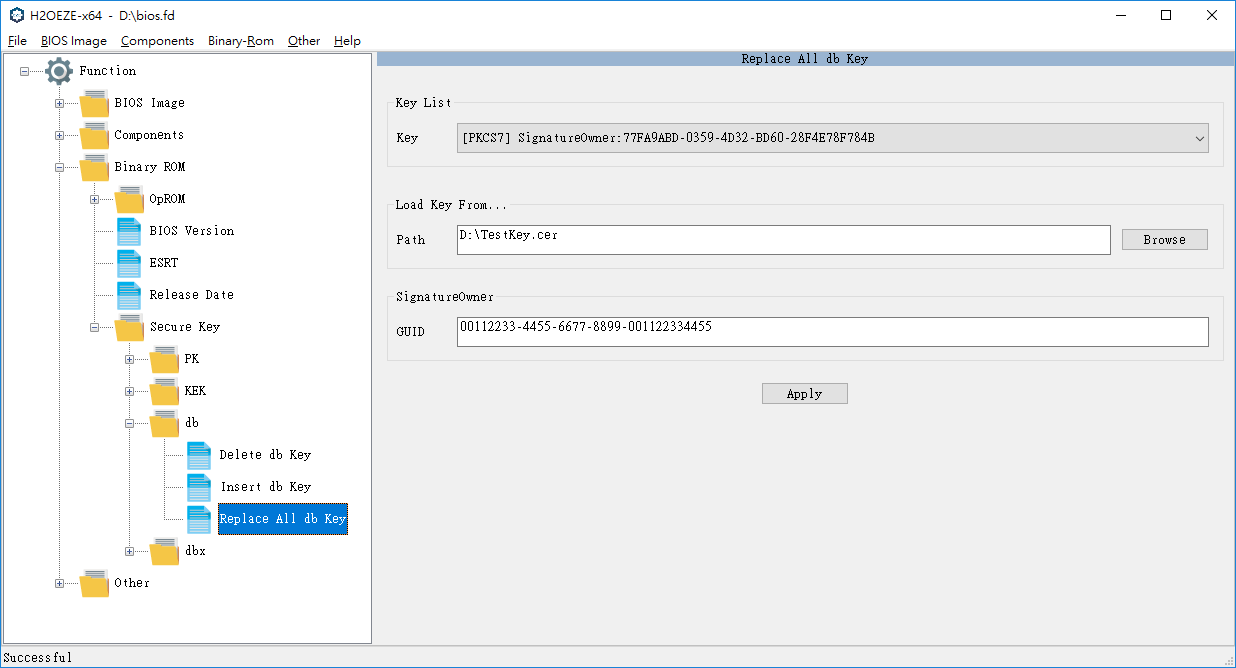 H2OEZE-x64 - D:\bios.fd
File BIOS Image Components Binary-Rom Other Help
Function
BIOS Image
Components
Binary ROM
OpROM
BIOS Version
ESRT
Release Date
Secure Key
PK
KEK
db
Delete db Key
Insert db Key
Replace All db Key
dbx
Other
Replace All db Key
Key List
Key [PKCS7] SignatureOwner:77FA9ABD-0359-4D32-BD60-28F4E78F784B
Load Key From...
Path D:\TestKey.cer Browse
SignatureOwner
GUID 00112233-4455-6677-8899-001122334455
Apply
Successful